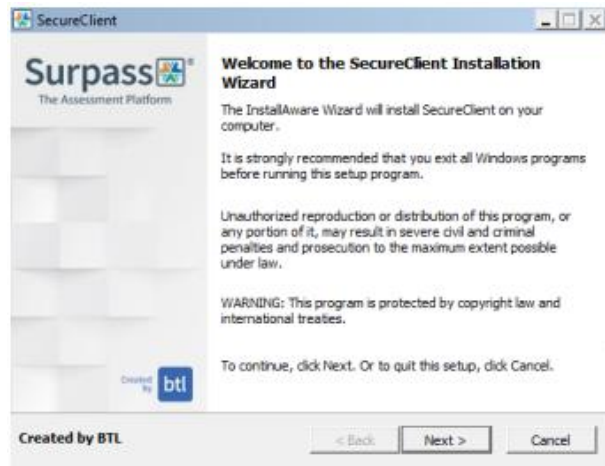 SecureClient
Surpass®
The Assessment Platform
Welcome to the SecureClient Installation
Wizard
The InstallAware Wizard will install SecureClient on your
computer.
It is strongly recommended that you exit all Windows programs
before running this setup program.
Unauthorized reproduction or distribution of this program, or
any portion of it, may result in severe civil and criminal
penalties and prosecution to the maximum extent possible
under law.
WARNING: This program is protected by copyright law and
international treaties.
To continue, click Next. Or to quit this setup, click Cancel.
Created
by btl
Created by BTL
< Back Next > Cancel